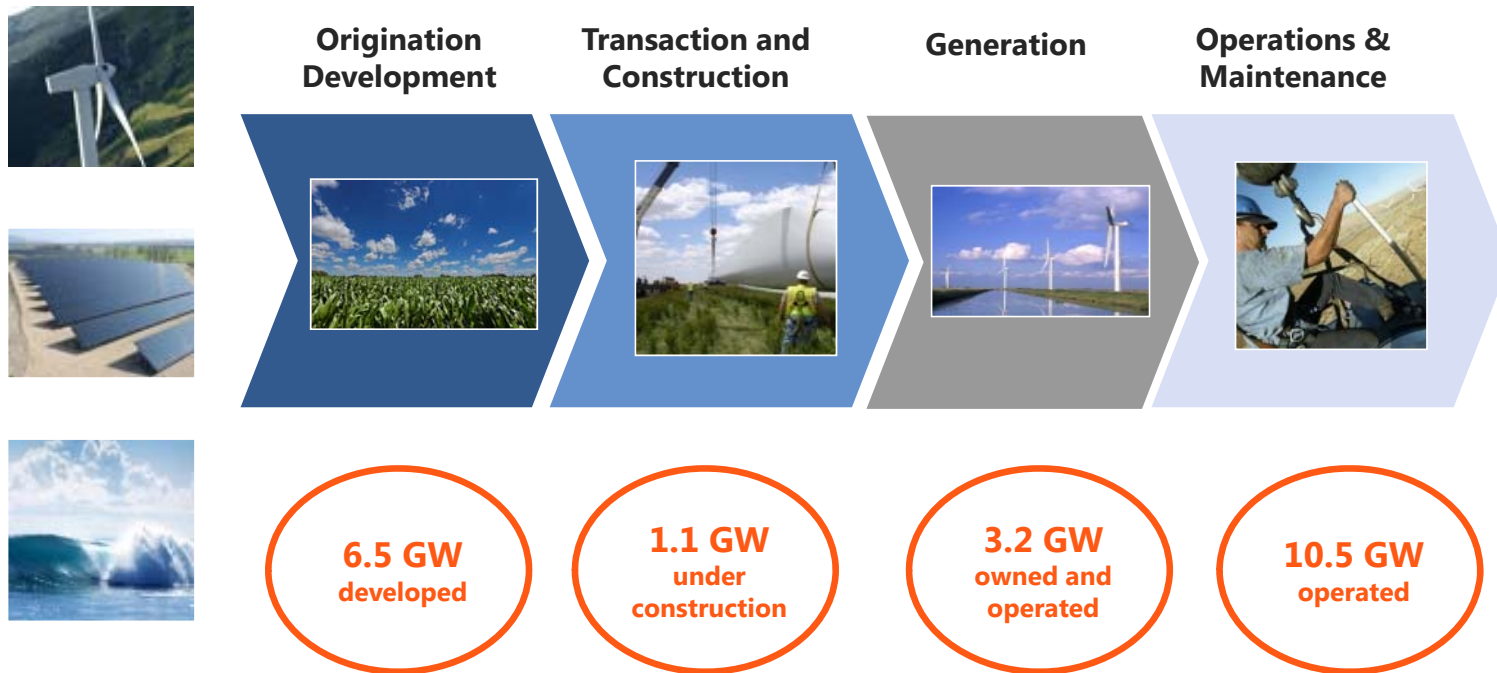 Origination
Development
Transaction and
Construction
Generation
Operations &
Maintenance
6.5 GW
developed
1.1 GW
under
construction
3.2 GW
owned and
operated
10.5 GW
operated